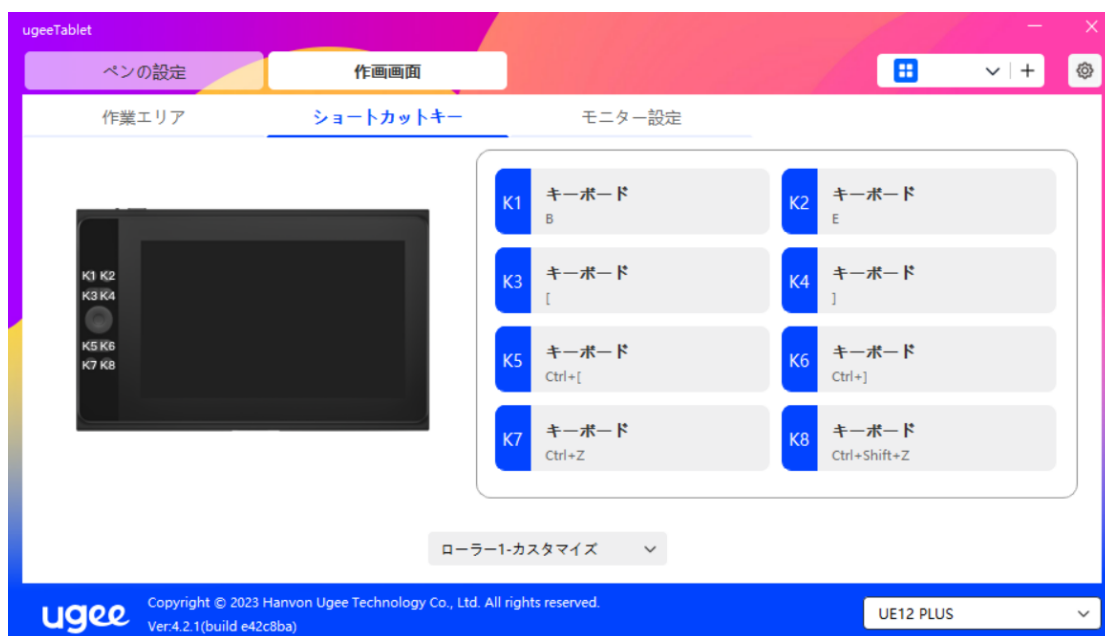 ugeeTablet
ペンの設定
作画画面
作業エリア
ショートカットキー
モニター設定
K1 K2
K3 K4
K5 K6
K7 K8
K1 キーボード
B
K2 キーボード
E
K3 キーボード
[
K4 キーボード
]
K5 キーボード
Ctrl+[
K6 キーボード
Ctrl+]
K7 キーボード
Ctrl+Z
K8 キーボード
Ctrl+Shift+Z
ローラー1-カスタマイズ
ugee
Copyright © 2023 Hanvon Ugee Technology Co., Ltd. All rights reserved.
Ver:4.2.1(build e42c8ba)
UE12 PLUS